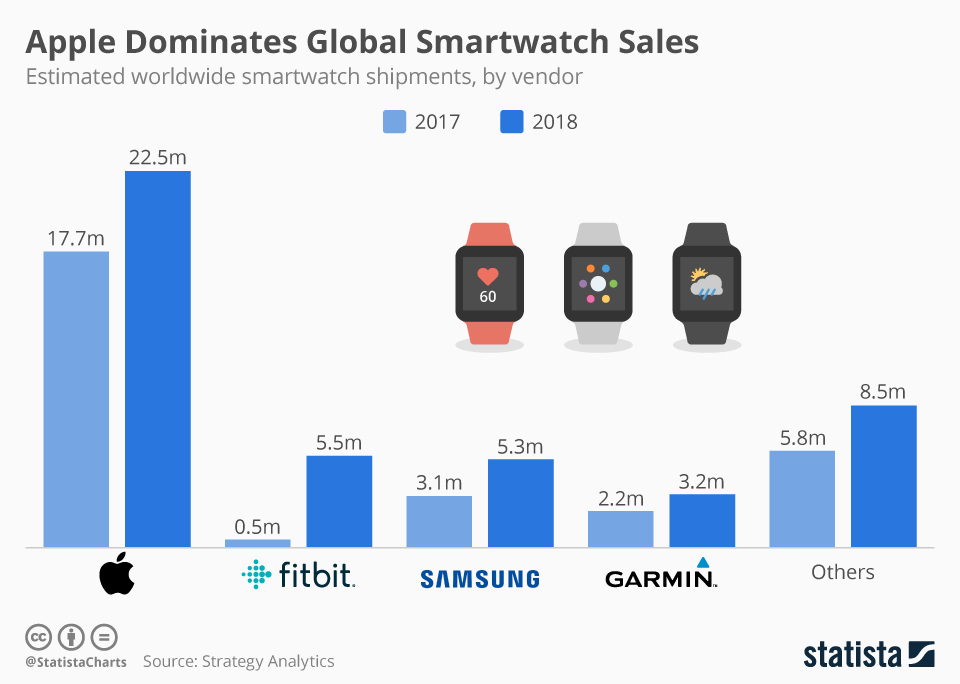 Apple Dominates Global Smartwatch Sales
Estimated worldwide smartwatch shipments, by vendor
2017 2018
22.5m
17.7m
60
8.5m
5.8m
5.5m
5.3m
3.1m
3.2m
2.2m
0.5m
fitbit.
SAMSUNG
GARMIN™
Others
cc
@StatistaCharts Source: Strategy Analytics
statista